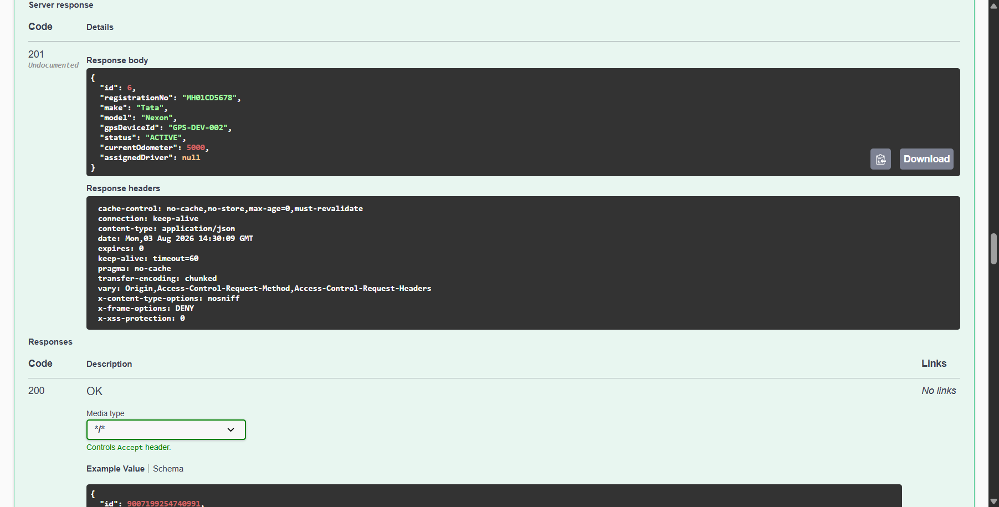 Server response
Code Details
201
Undocumented
Response body
{
  "id": 6,
  "registrationNo": "MH01CD5678",
  "make": "Tata",
  "model": "Nexon",
  "gpsDeviceId": "GPS-DEV-002",
  "status": "ACTIVE",
  "currentOdometer": 5000,
  "assignedDriver": null
}
Download
Response headers
cache-control: no-cache,no-store,max-age=0,must-revalidate
connection: keep-alive
content-type: application/json
date: Mon,03 Aug 2026 14:30:09 GMT
expires: 0
keep-alive: timeout=60
pragma: no-cache
transfer-encoding: chunked
vary: Origin,Access-Control-Request-Method,Access-Control-Request-Headers
x-content-type-options: nosniff
x-frame-options: DENY
x-xss-protection: 0
Responses
Code Description Links
200 OK No links
Media type
*/*
Controls Accept header.
Example Value | Schema
{
  "id": 9007199254740991,